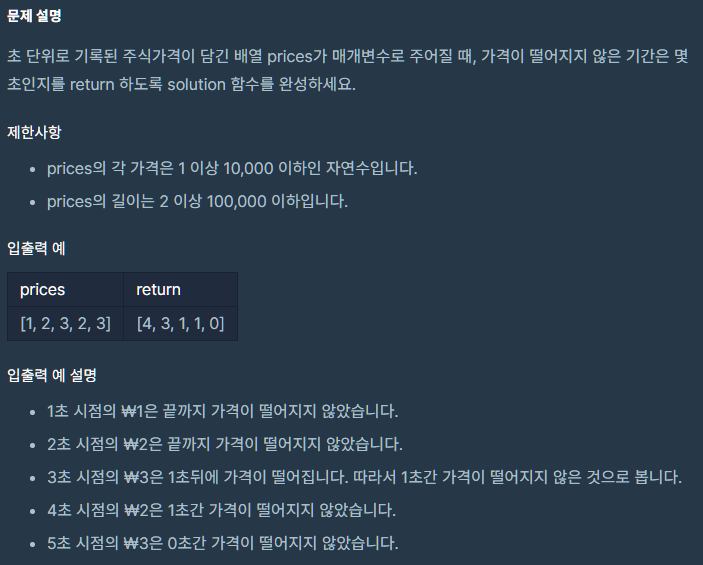 문제 설명
초 단위로 기록된 주식가격이 담긴 배열 prices가 매개변수로 주어질 때, 가격이 떨어지지 않은 기간은 몇
초인지를 return 하도록 solution 함수를 완성하세요.
제한사항
• prices의 각 가격은 1 이상 10,000 이하인 자연수입니다.
• prices의 길이는 2 이상 100,000 이하입니다.
입출력 예
prices return
[1, 2, 3, 2, 3] [4, 3, 1, 1, 0]
입출력 예 설명
• 1초 시점의 ₩1은 끝까지 가격이 떨어지지 않았습니다.
• 2초 시점의 ₩2은 끝까지 가격이 떨어지지 않았습니다.
• 3초 시점의 ₩3은 1초뒤에 가격이 떨어집니다. 따라서 1초간 가격이 떨어지지 않은 것으로 봅니다.
• 4초 시점의 ₩2은 1초간 가격이 떨어지지 않았습니다.
• 5초 시점의 ₩3은 0초간 가격이 떨어지지 않았습니다.